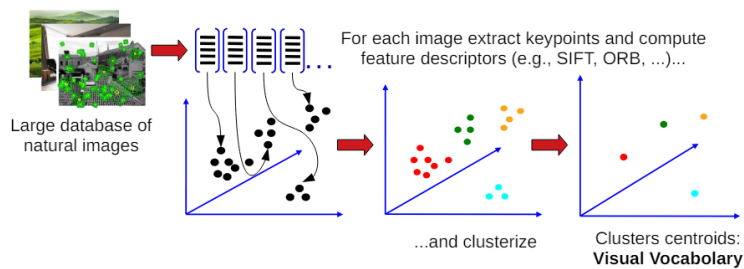 For each image extract keypoints and compute
feature descriptors (e.g., SIFT, ORB, ...)...
...
Large database of
natural images
...and clusterize
Clusters centroids:
Visual Vocabolary